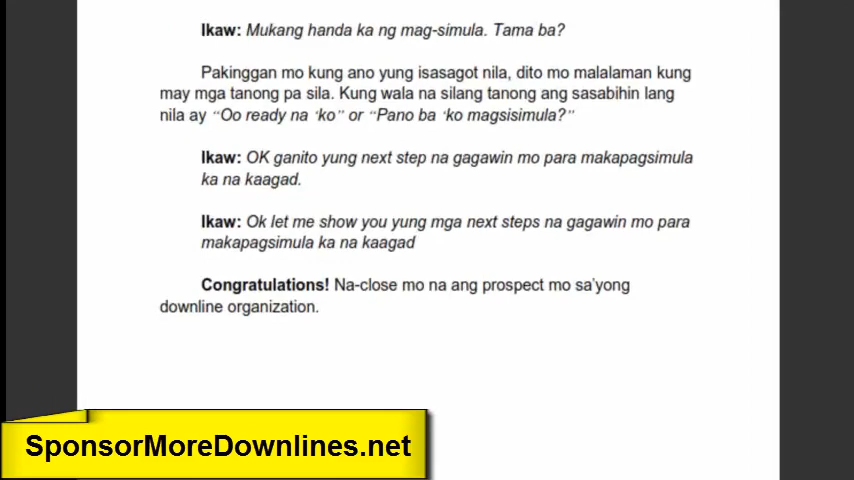 Ikaw: Mukang handa ka ng mag-simula. Tama ba?
Pakinggan mo kung ano yung isasagot nila, dito mo malalaman kung
may mga tanong pa sila. Kung wala na silang tanong ang sasabihin lang
nila ay “Oo ready na ‘ko” or “Pano ba ‘ko magsisimula?”
Ikaw: OK ganito yung next step na gagawin mo para makapagsimula
ka na kaagad.
Ikaw: Ok let me show you yung mga next steps na gagawin mo para
makapagsimula ka na kaagad
Congratulations! Na-close mo na ang prospect mo sa’yong
downline organization.
SponsorMoreDownlines.net